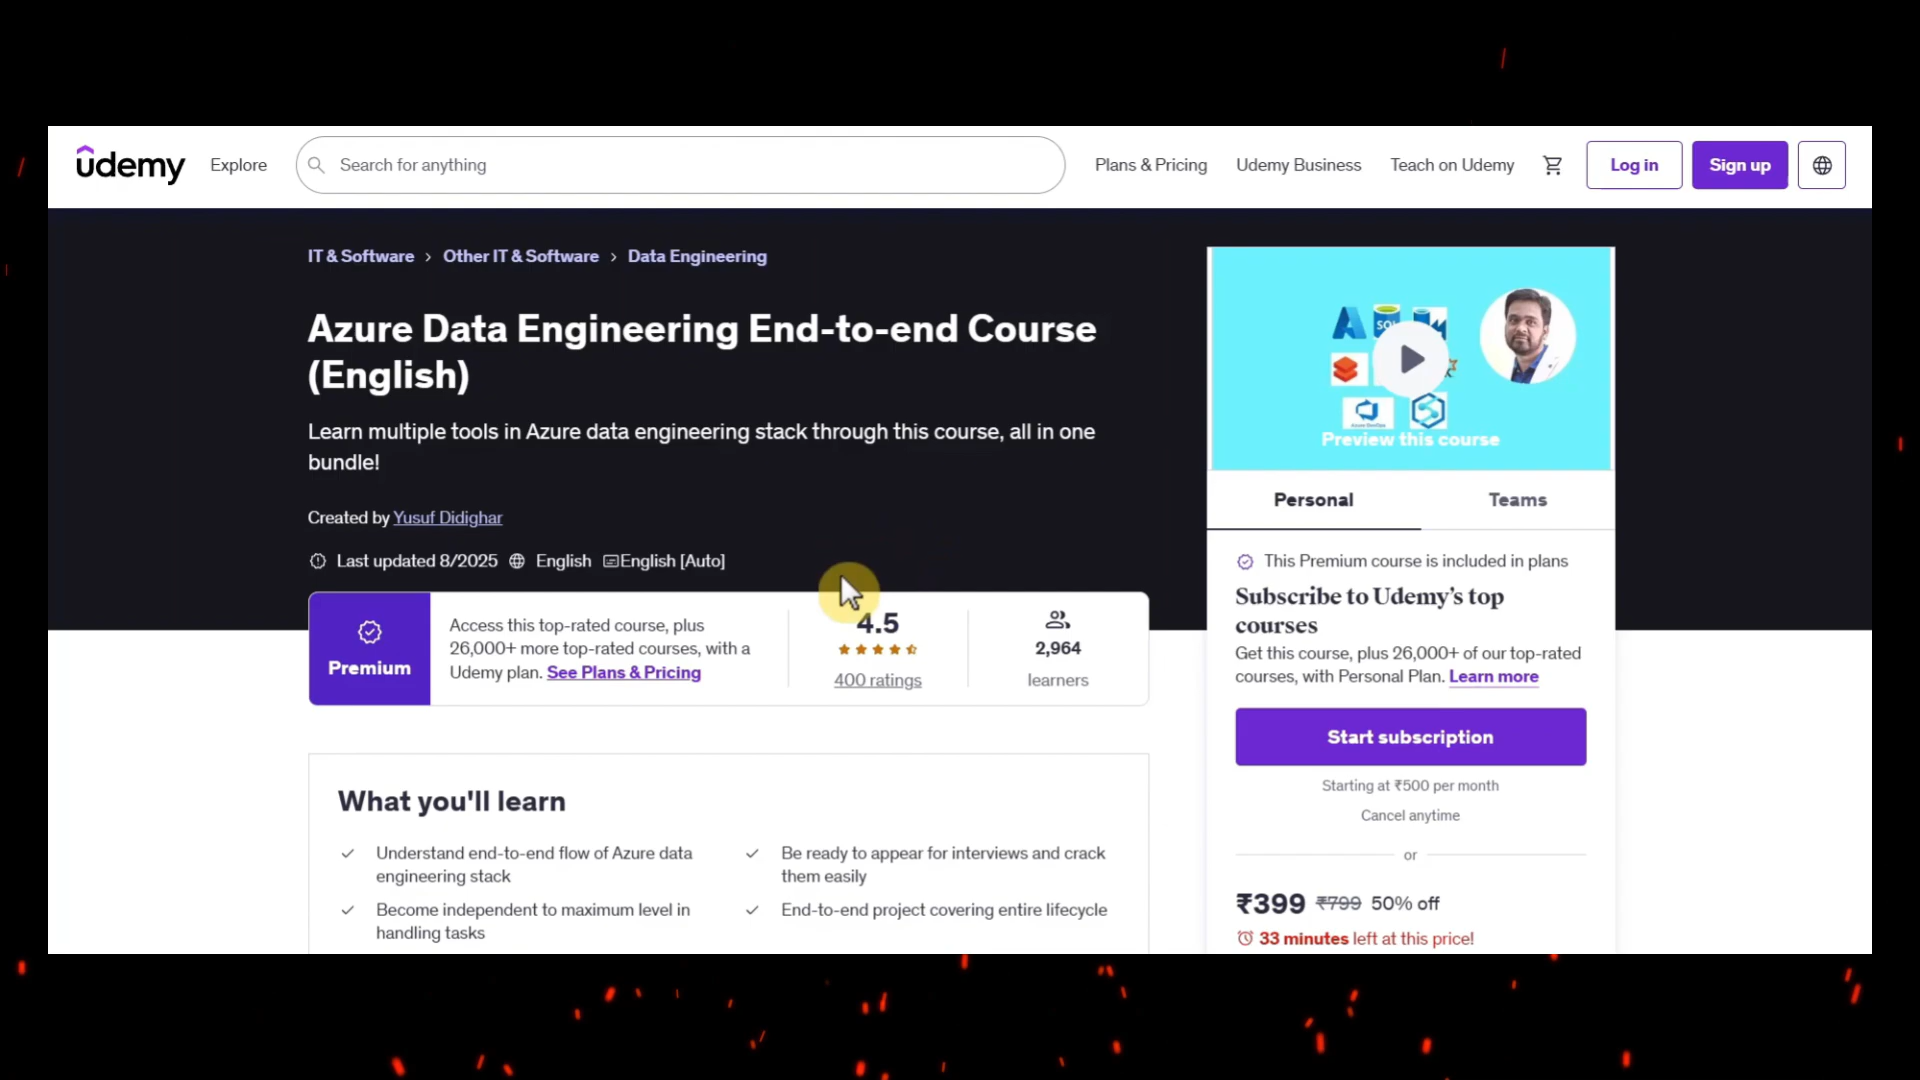 udemy
Explore
Search for anything
Plans & Pricing
Udemy Business
Teach on Udemy
Log in
Sign up
IT & Software › Other IT & Software › Data Engineering
Azure Data Engineering End-to-end Course
(English)
Learn multiple tools in Azure data engineering stack through this course, all in one
bundle!
Created by Yusuf Didighar
Last updated 8/2025 English English [Auto]
Premium
Access this top-rated course, plus
26,000+ more top-rated courses, with a
Udemy plan. See Plans & Pricing
4.5
400 ratings
2,964
learners
What you'll learn
Understand end-to-end flow of Azure data
engineering stack
Become independent to maximum level in
handling tasks
Be ready to appear for interviews and crack
them easily
End-to-end project covering entire lifecycle
Preview this course
Personal
Teams
This Premium course is included in plans
Subscribe to Udemy’s top
courses
Get this course, plus 26,000+ of our top-rated
courses, with Personal Plan. Learn more
Start subscription
Starting at ₹500 per month
Cancel anytime
or
₹399 ₹799 50% off
33 minutes left at this price!